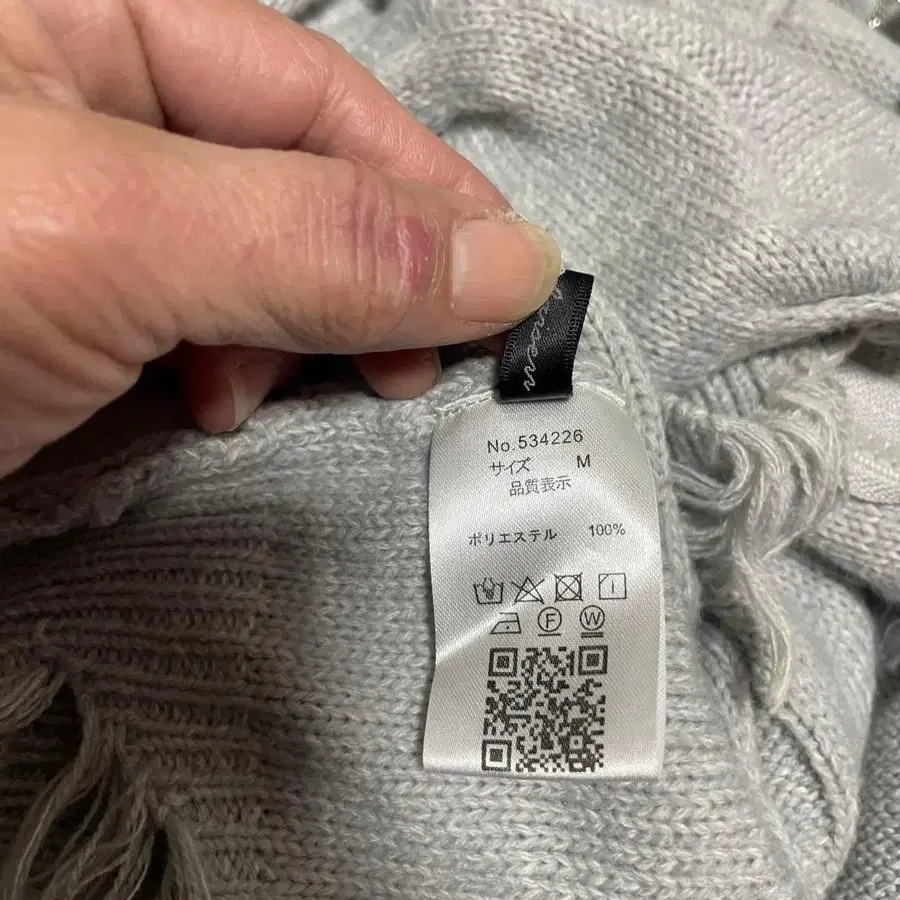 No.534226
サイズ M
品質表示
ポリエステル 100%
F W